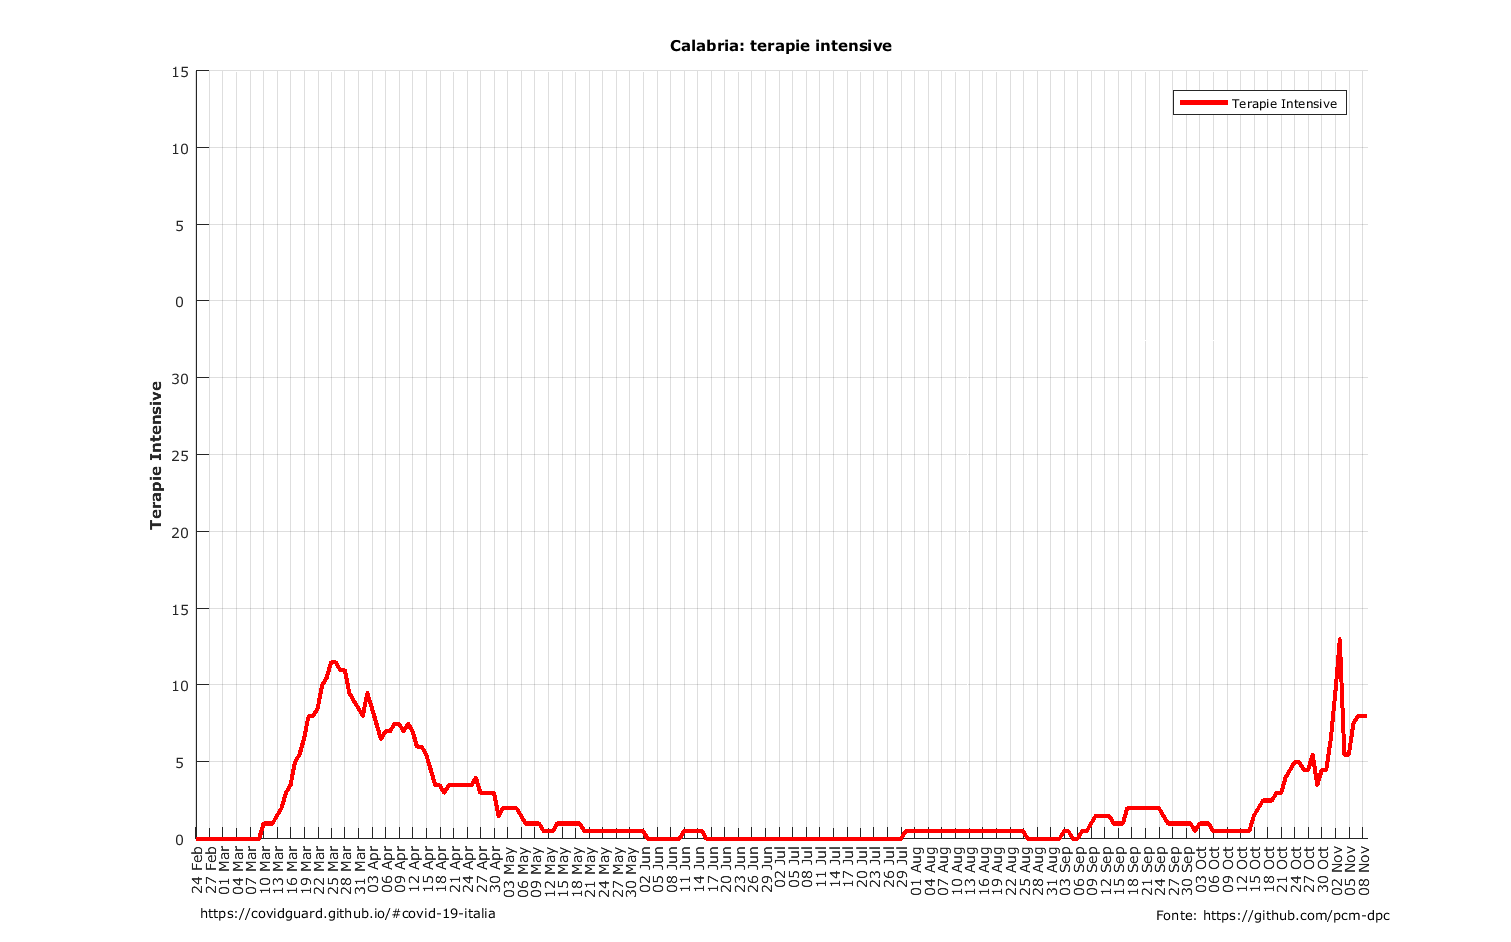 Calabria: terapie intensive
Terapie Intensive
15
10
5
0
30
25
20
15
10
5
0
Terapie Intensive
24 Feb
27 Feb
01 Mar
04 Mar
07 Mar
10 Mar
13 Mar
16 Mar
19 Mar
22 Mar
25 Mar
28 Mar
31 Mar
03 Apr
06 Apr
09 Apr
12 Apr
15 Apr
18 Apr
21 Apr
24 Apr
27 Apr
30 Apr
03 May
06 May
09 May
12 May
15 May
18 May
21 May
24 May
27 May
30 May
02 Jun
05 Jun
08 Jun
11 Jun
14 Jun
17 Jun
20 Jun
23 Jun
26 Jun
29 Jun
02 Jul
05 Jul
08 Jul
11 Jul
14 Jul
17 Jul
20 Jul
23 Jul
26 Jul
29 Jul
01 Aug
04 Aug
07 Aug
10 Aug
13 Aug
16 Aug
19 Aug
22 Aug
25 Aug
28 Aug
31 Aug
03 Sep
06 Sep
09 Sep
12 Sep
15 Sep
18 Sep
21 Sep
24 Sep
27 Sep
30 Sep
03 Oct
06 Oct
09 Oct
12 Oct
15 Oct
18 Oct
21 Oct
24 Oct
27 Oct
30 Oct
02 Nov
05 Nov
08 Nov
https://covidguard.github.io/#covid-19-italia
Fonte: https://github.com/pcm-dpc